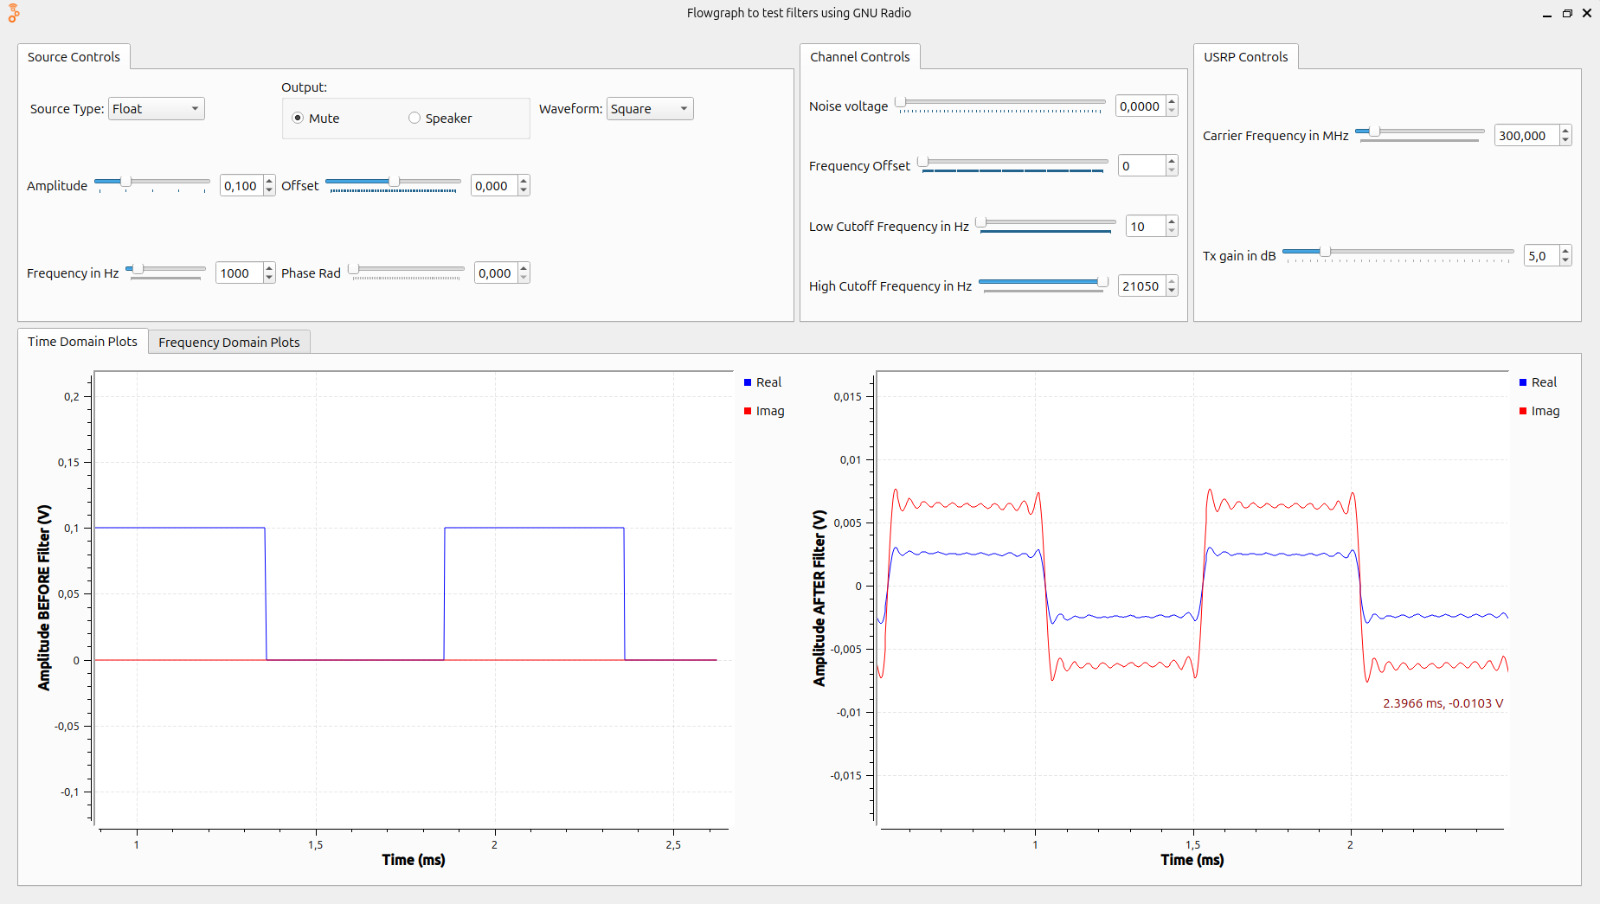 Flowgraph to test filters using GNU Radio
Source Controls
Source Type: Float
Output:
Mute
Speaker
Waveform: Square
Amplitude 0,100
Offset 0,000
Frequency in Hz 1000
Phase Rad 0,000
Channel Controls
Noise voltage 0,0000
Frequency Offset 0
Low Cutoff Frequency in Hz 10
High Cutoff Frequency in Hz 21050
USRP Controls
Carrier Frequency in MHz 300,000
Tx gain in dB 5,0
Time Domain Plots
Frequency Domain Plots
Amplitude BEFORE Filter (V)
0,2
0,15
0,1
0,05
0
-0,05
-0,1
1
1,5
2
2,5
Time (ms)
Real
Imag
Amplitude AFTER Filter (V)
0,015
0,01
0,005
0
-0,005
-0,01
-0,015
2.3966 ms, -0.0103 V
1
1,5
2
Time (ms)
Real
Imag